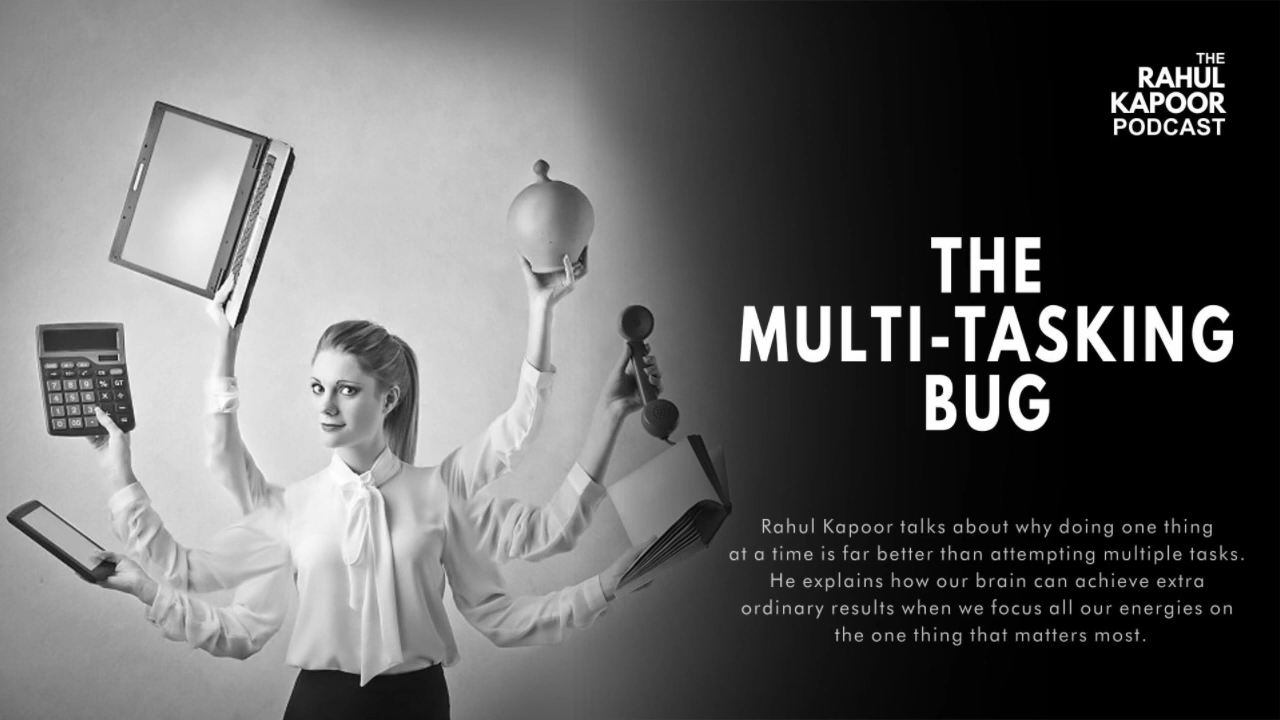 THE
RAHUL
KAPOOR
PODCAST
THE
MULTI-TASKING
BUG
Rahul Kapoor talks about why doing one thing
at a time is far better than attempting multiple tasks.
He explains how our brain can achieve extra
ordinary results when we focus all our energies on
the one thing that matters most.